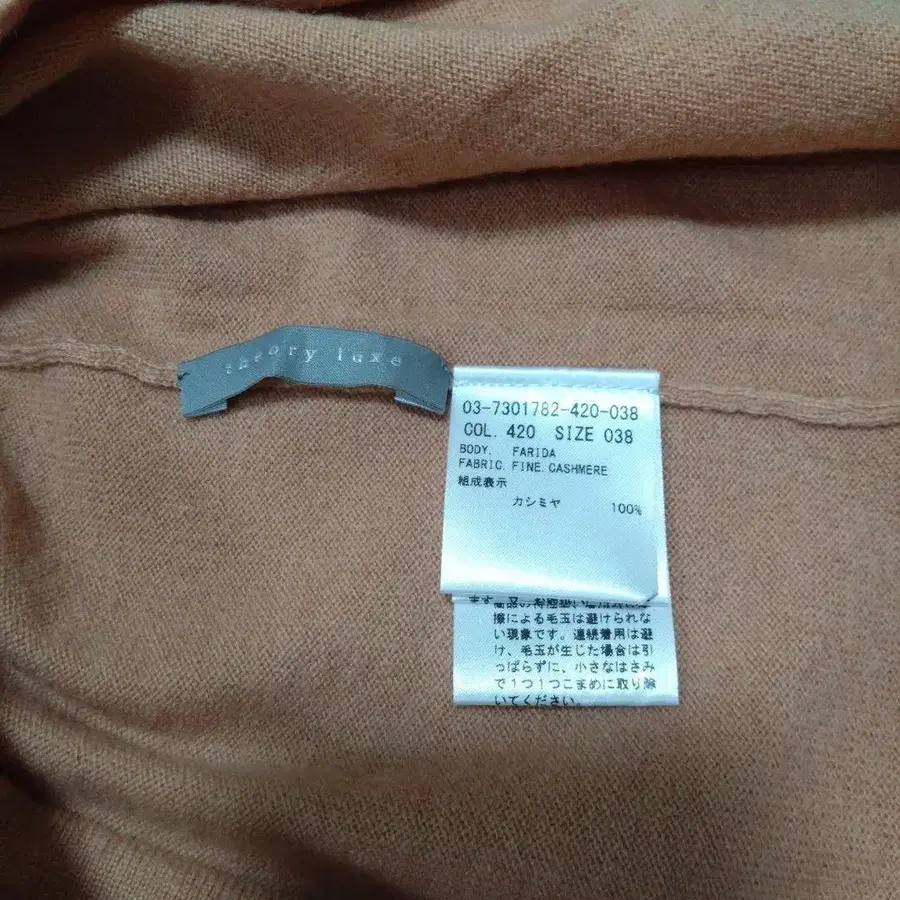 theory luxe
03-7301782-420-038
COL. 420 SIZE 038
BODY. FARIDA
FABRIC. FINE. CASHMERE
組成表示
カシミヤ 100%
擦による毛玉は避けられな
い現象です。連続着用は避
け、毛玉が生じた場合は引
っぱらずに、小さなはさみ
で1つ1つこまめに取り除
いてください。